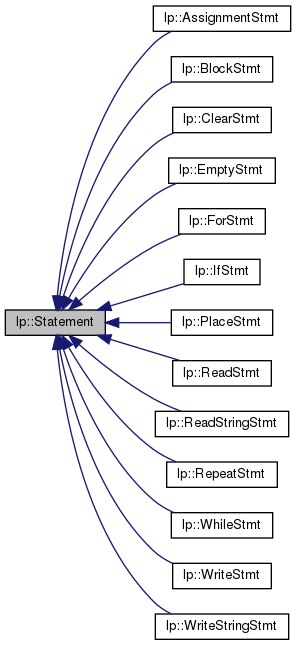 lp::AssignmentStmt
lp::BlockStmt
lp::ClearStmt
lp::EmptyStmt
lp::ForStmt
lp::IfStmt
lp::Statement
lp::PlaceStmt
lp::ReadStmt
lp::ReadStringStmt
lp::RepeatStmt
lp::WhileStmt
lp::WriteStmt
lp::WriteStringStmt